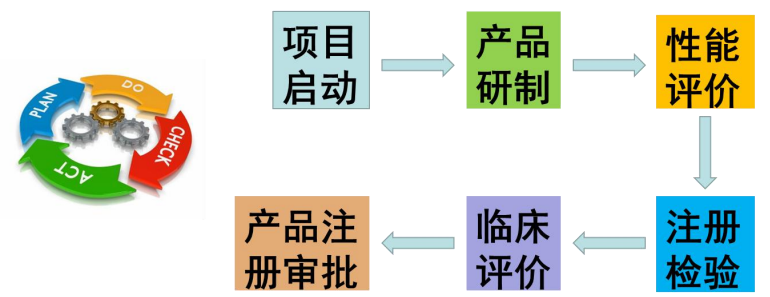 PLAN
DO
CHECK
ACT
项目
启动
产品
研制
性能
评价
注册
检验
临床
评价
产品注
册审批